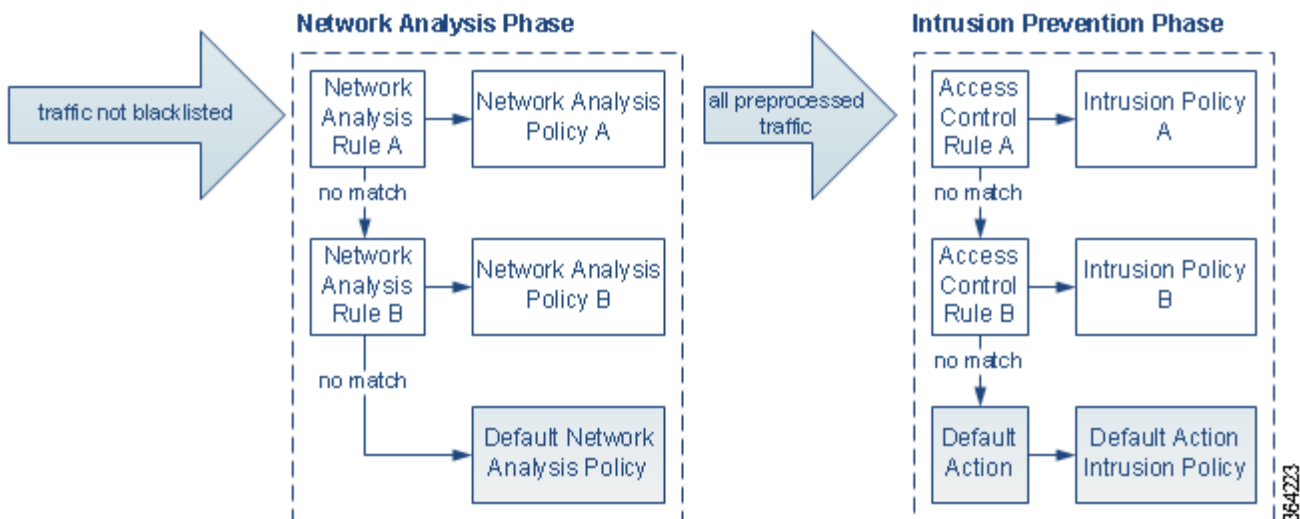 Network Analysis Phase
Intrusion Prevention Phase
traffic not blacklisted
Network
Analysis
Rule A
Network Analysis
Policy A
no match
Network
Analysis
Rule B
Network Analysis
Policy B
no match
Default Network
Analysis Policy
all preprocessed
traffic
Access
Control
Rule A
Intrusion Policy
A
no match
Access
Control
Rule B
Intrusion Policy
B
no match
Default
Action
Default Action
Intrusion Policy
364223